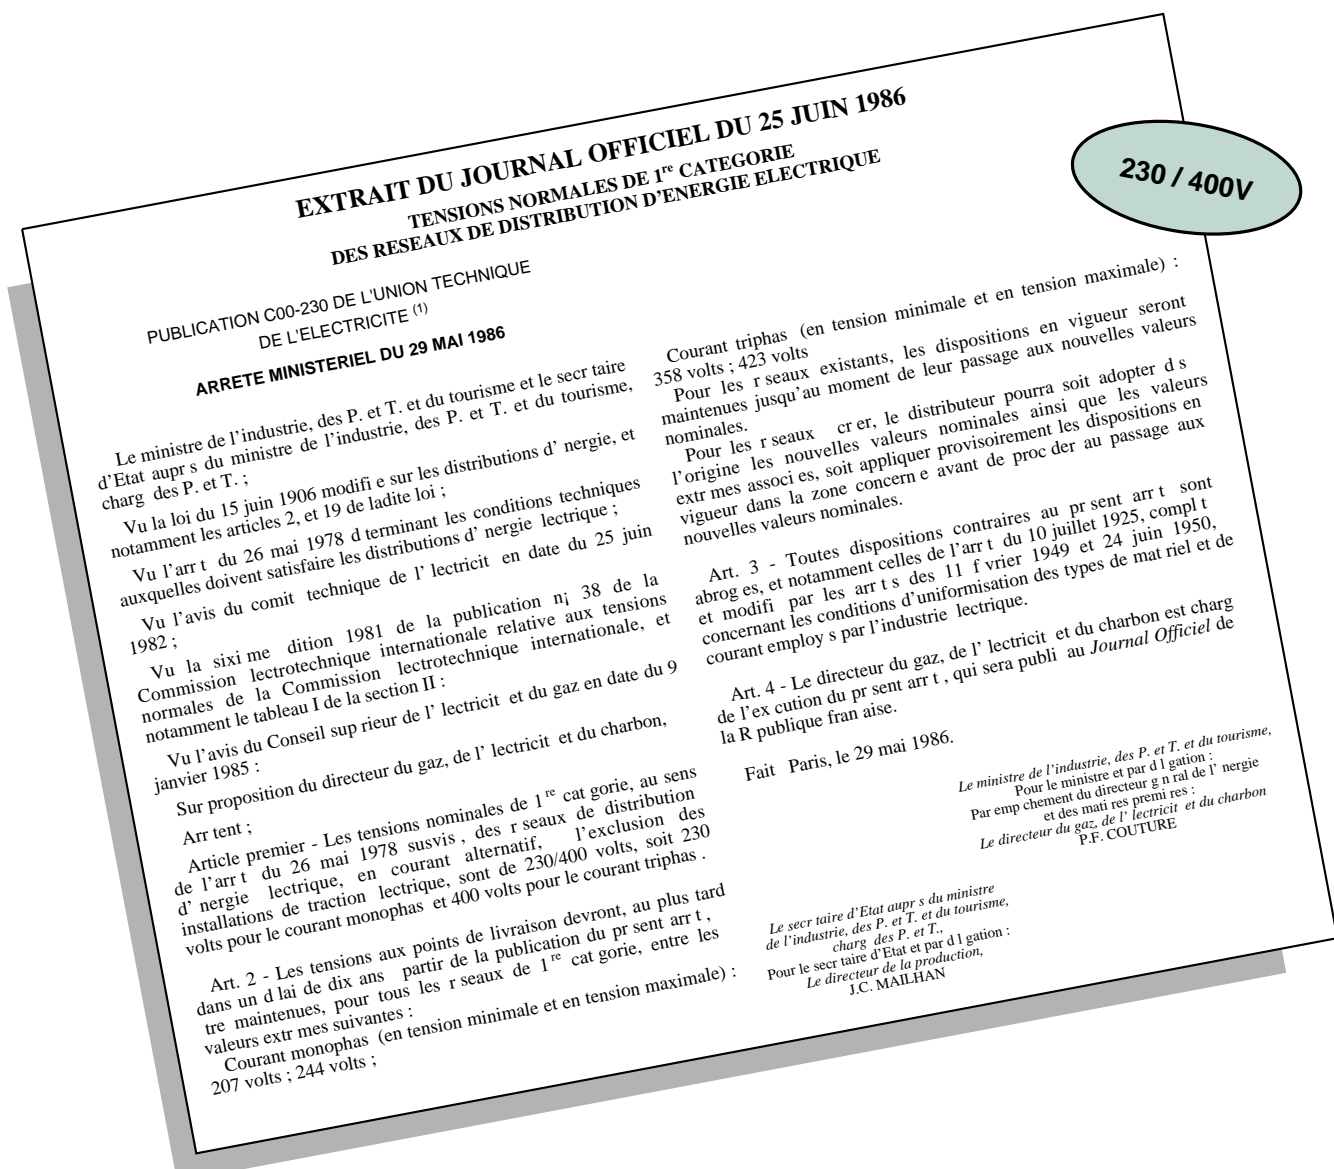 EXTRAIT DU JOURNAL OFFICIEL DU 25 JUIN 1986
TENSIONS NORMALES DE 1re CATEGORIE
DES RESEAUX DE DISTRIBUTION D'ENERGIE ELECTRIQUE
230 / 400V
PUBLICATION C00-230 DE L'UNION TECHNIQUE
DE L'ELECTRICITE (1)
ARRETE MINISTERIEL DU 29 MAI 1986
Le ministre de l'industrie, des P. et T. et du tourisme et le secr taire
d'Etat aupr s du ministre de l'industrie, des P. et T. et du tourisme,
charg des P. et T. ;
Vu la loi du 15 juin 1906 modifi e sur les distributions d' nergie, et
notamment les articles 2, et 19 de ladite loi ;
Vu l'arr t du 26 mai 1978 d terminant les conditions techniques
auxquelles doivent satisfaire les distributions d' nergie lectrique ;
Vu l'avis du comit technique de l' lectricit en date du 25 juin
1982 ;
Vu la sixi me dition 1981 de la publication n¡ 38 de la
Commission lectrotechnique internationale relative aux tensions
normales de la Commission lectrotechnique internationale, et
notamment le tableau I de la section II :
Vu l'avis du Conseil sup rieur de l' lectricit et du gaz en date du 9
janvier 1985 :
Sur proposition du directeur du gaz, de l' lectricit et du charbon,
Arr tent ;
Article premier - Les tensions nominales de 1re cat gorie, au sens
de l'arr t du 26 mai 1978 susvis , des r seaux de distribution
d' nergie lectrique, en courant alternatif, l'exclusion des
installations de traction lectrique, sont de 230/400 volts, soit 230
volts pour le courant monophas et 400 volts pour le courant triphas .
Art. 2 - Les tensions aux points de livraison devront, au plus tard
dans un d lai de dix ans partir de la publication du pr sent arr t ,
tre maintenues, pour tous les r seaux de 1re cat gorie, entre les
valeurs extr mes suivantes :
Courant monophas (en tension minimale et en tension maximale) :
207 volts ; 244 volts ;
Courant triphas (en tension minimale et en tension maximale) :
358 volts ; 423 volts
Pour les r seaux existants, les dispositions en vigueur seront
maintenues jusqu'au moment de leur passage aux nouvelles valeurs
nominales.
Pour les r seaux cr er, le distributeur pourra soit adopter d s
l'origine les nouvelles valeurs nominales ainsi que les valeurs
extr mes associ es, soit appliquer provisoirement les dispositions en
vigueur dans la zone concern e avant de proc der au passage aux
nouvelles valeurs nominales.
Art. 3 - Toutes dispositions contraires au pr sent arr t sont
abrog es, et notamment celles de l'arr t du 10 juillet 1925, compl t
et modifi par les arr t s des 11 f vrier 1949 et 24 juin 1950,
concernant les conditions d'uniformisation des types de mat riel et de
courant employ s par l'industrie lectrique.
Art. 4 - Le directeur du gaz, de l' lectricit et du charbon est charg
de l'ex cution du pr sent arr t , qui sera publi au Journal Officiel de
la R publique fran aise.
Fait Paris, le 29 mai 1986.
Le ministre de l'industrie, des P. et T. et du tourisme,
Pour le ministre et par d l gation :
Par emp chement du directeur g n ral de l' nergie
et des mati res premi res :
Le directeur du gaz, de l' lectricit et du charbon
P.F. COUTURE
Le secr taire d'Etat aupr s du ministre
de l'industrie, des P. et T. et du tourisme,
charg des P. et T.,
Pour le secr taire d'Etat et par d l gation :
Le directeur de la production,
J.C. MAILHAN